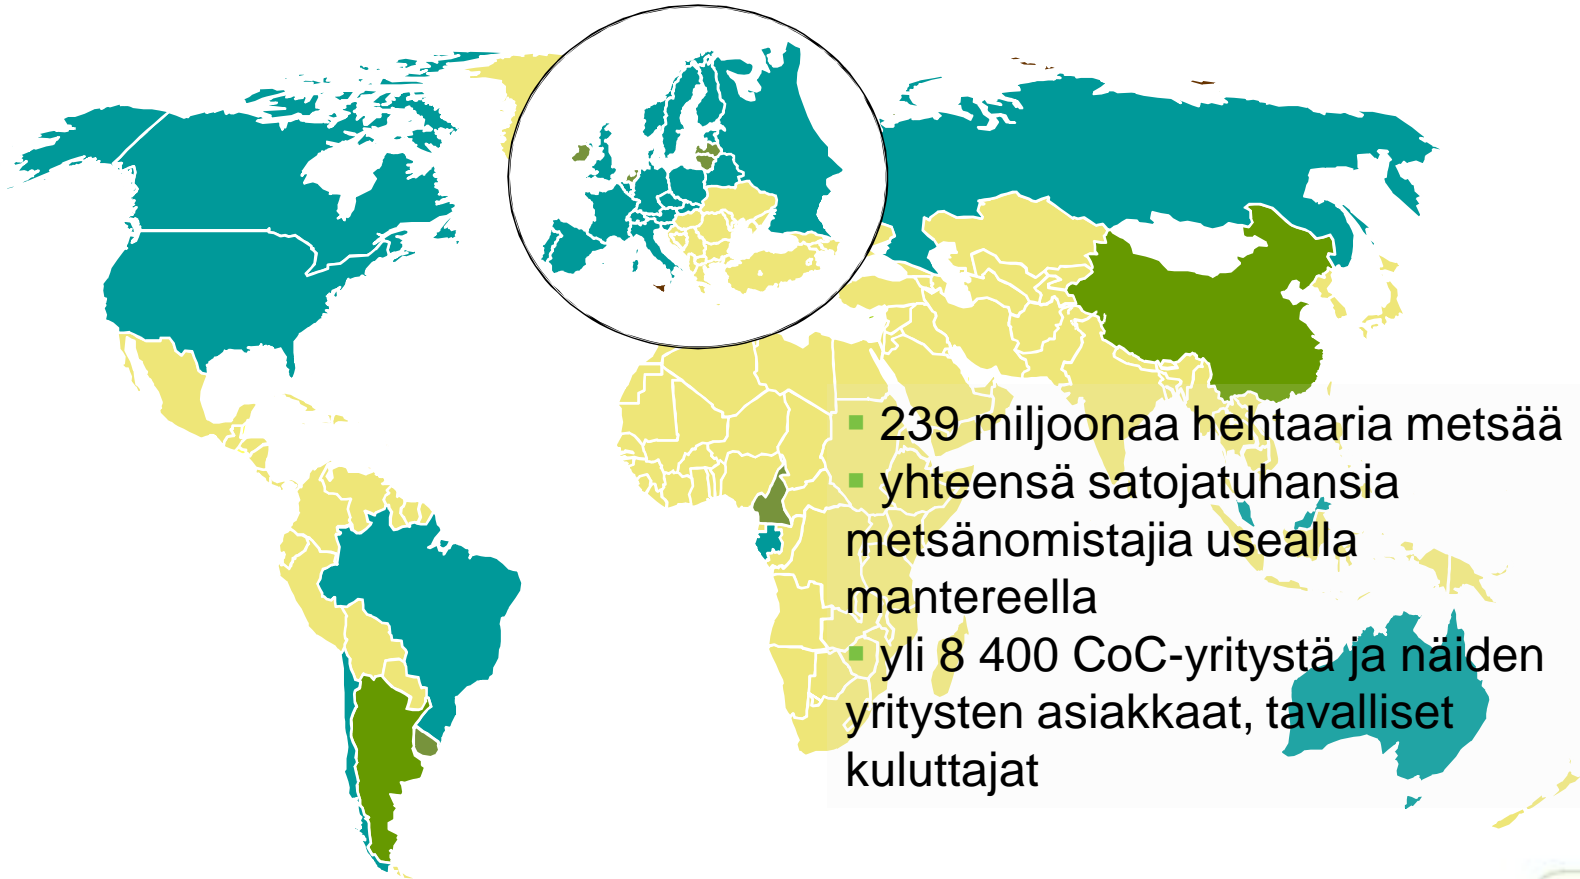 ▪ 239 miljoonaa hehtaaria metsää
▪ yhteensä satojatuhansia
metsänomistajia usealla
mantereella
▪ yli 8 400 CoC-yritystä ja näiden
yritysten asiakkaat, tavalliset
kuluttajat